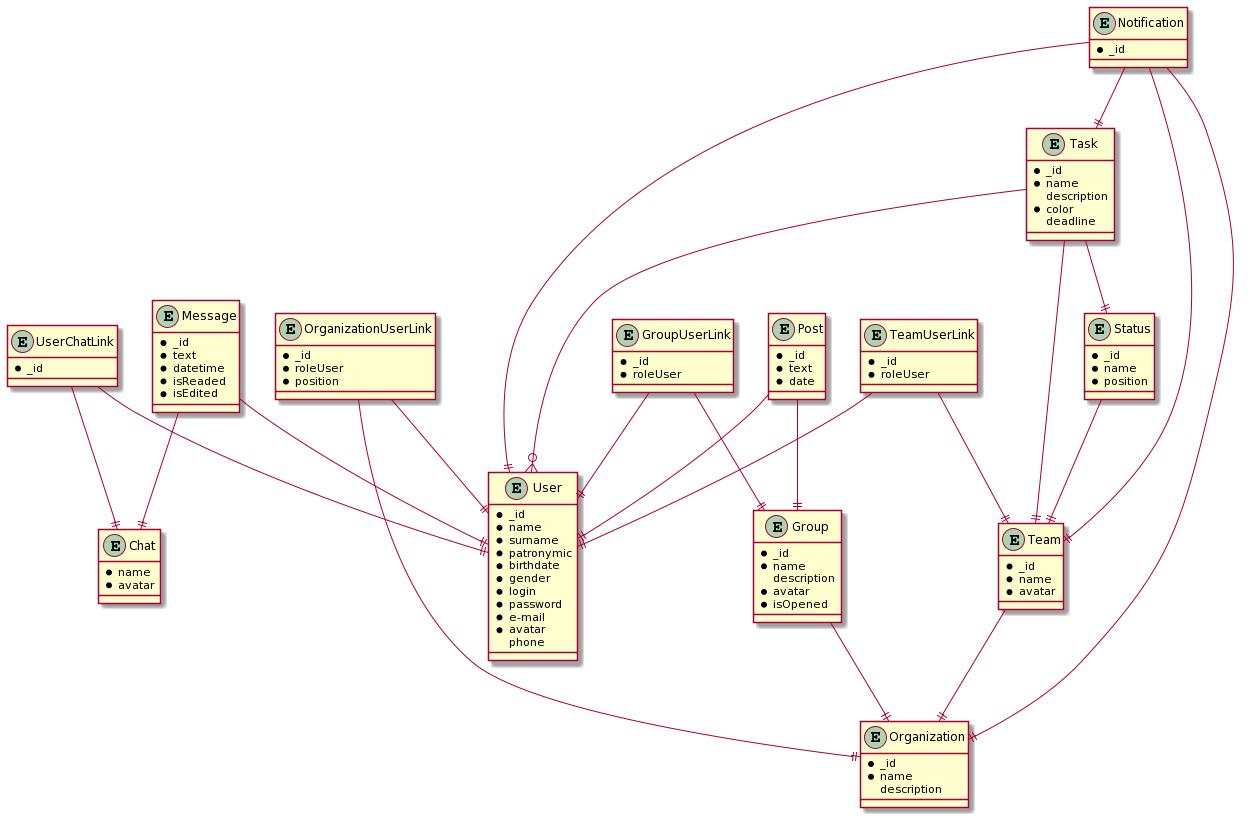 E Notification
_id
E Task
_id
name
description
color
deadline
E UserChatLink
_id
E Message
_id
text
datetime
isReaded
isEdited
E OrganizationUserLink
_id
roleUser
position
E GroupUserLink
_id
roleUser
E Post
_id
text
date
E TeamUserLink
_id
roleUser
E Status
_id
name
position
E Chat
name
avatar
E User
_id
name
surname
patronymic
birthdate
gender
login
password
e-mail
avatar
phone
E Group
_id
name
description
avatar
isOpened
E Team
_id
name
avatar
E Organization
_id
name
description